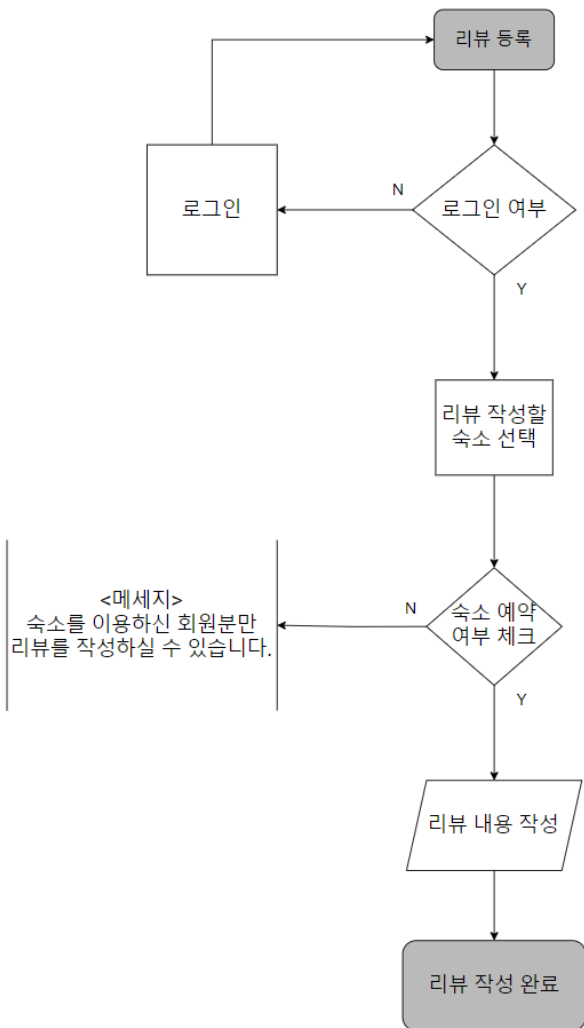 리뷰 등록
로그인
N
로그인 여부
Y
리뷰 작성할
숙소 선택
<메세지>
숙소를 이용하신 회원분만
리뷰를 작성하실 수 있습니다.
N
숙소 예약
여부 체크
Y
리뷰 내용 작성
리뷰 작성 완료